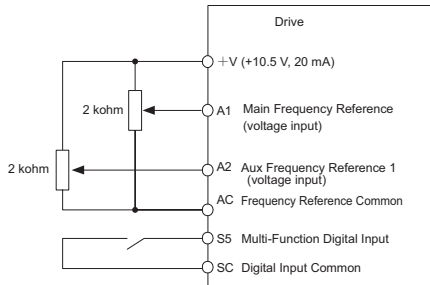 Drive
+V (+10.5 V, 20 mA)
2 kohm
A1 Main Frequency Reference
(voltage input)
2 kohm
A2 Aux Frequency Reference 1
(voltage input)
AC Frequency Reference Common
S5 Multi-Function Digital Input
SC Digital Input Common